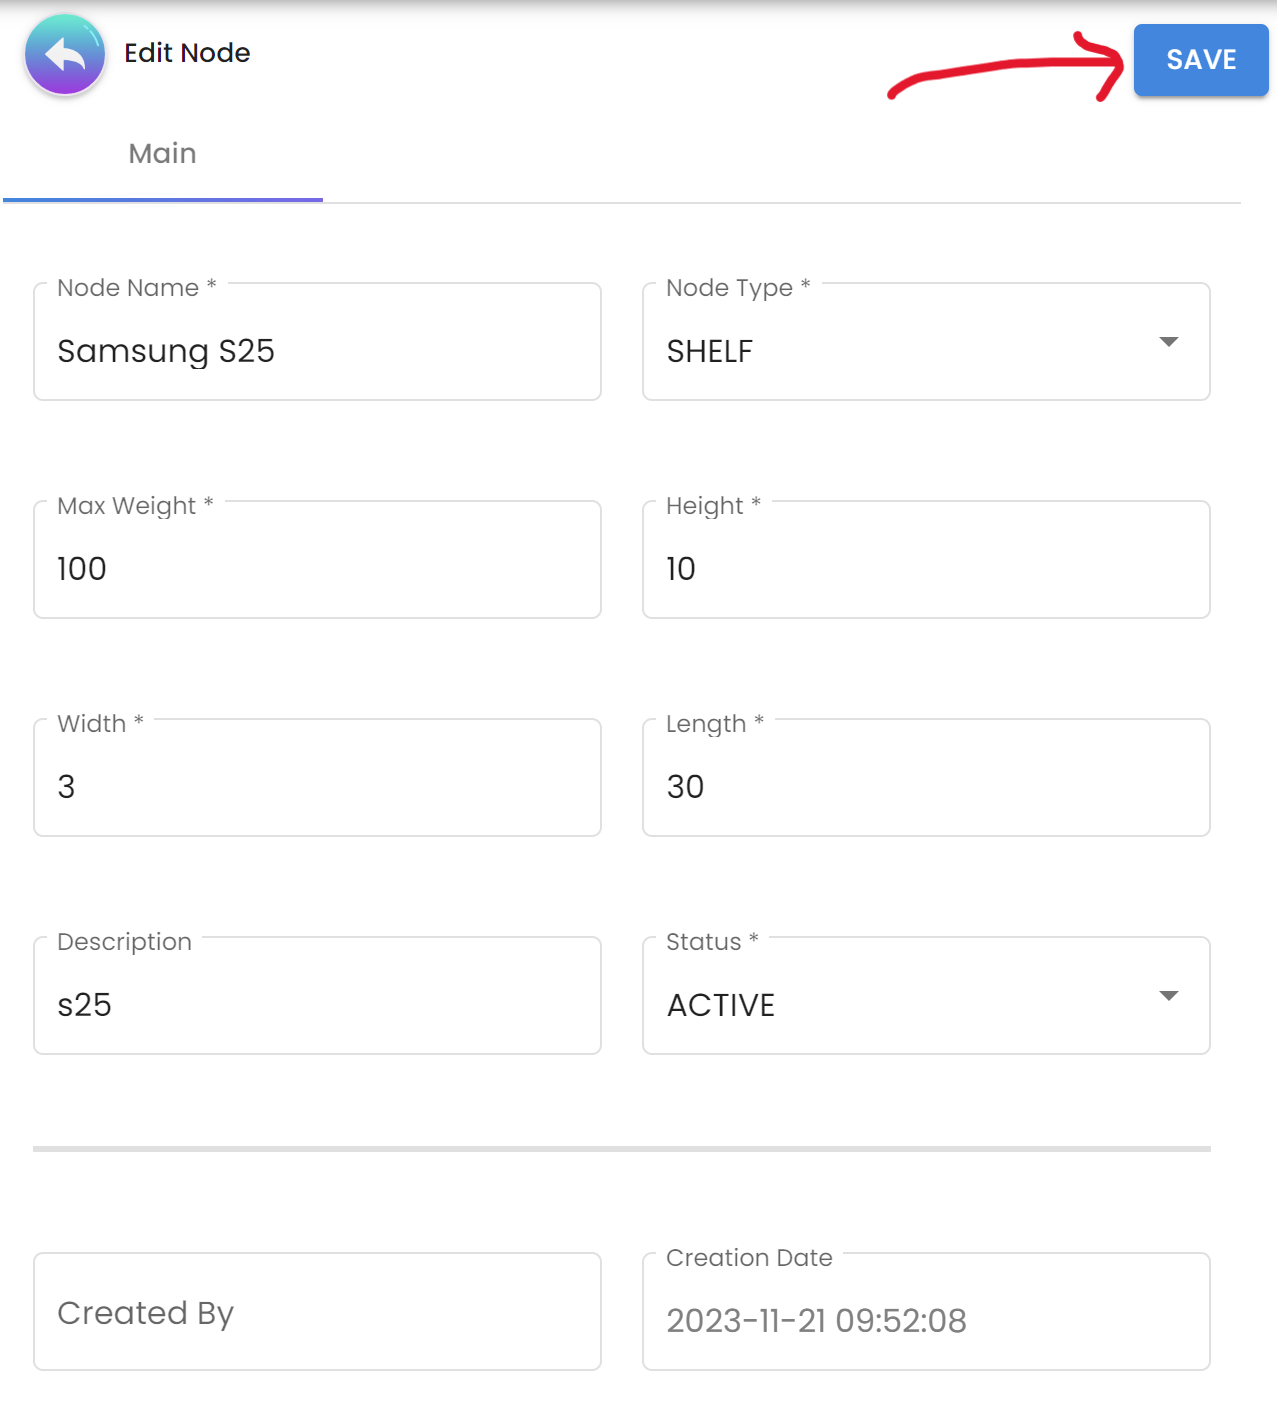 Edit Node
SAVE
Main
Node Name *
Samsung S25
Node Type *
SHELF
Max Weight *
100
Height *
10
Width *
3
Length *
30
Description
s25
Status *
ACTIVE
Created By
Creation Date
2023-11-21 09:52:08